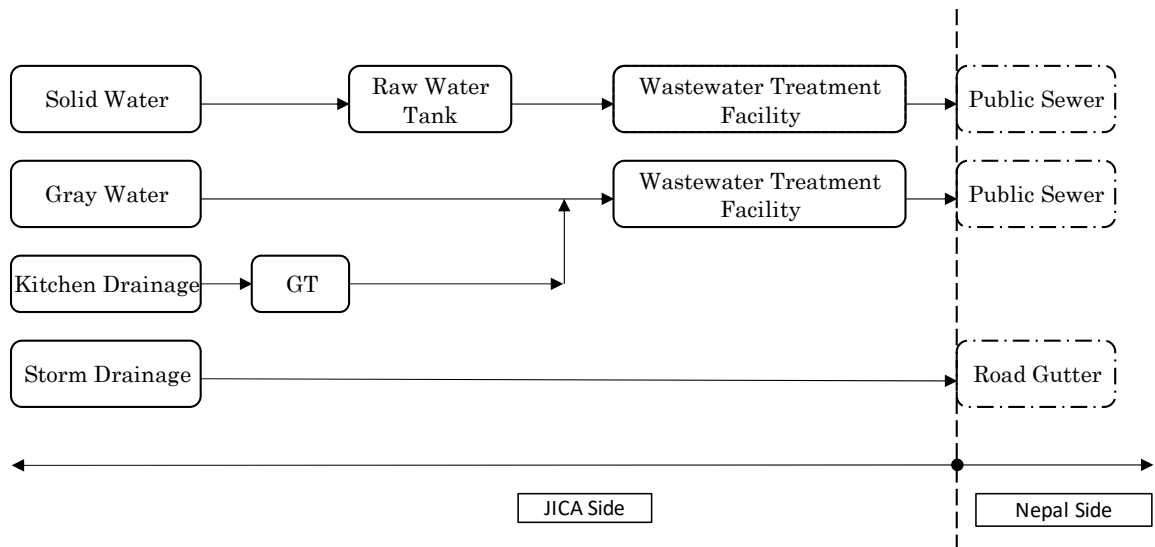 Solid Water
Raw Water
Tank
Wastewater Treatment
Facility
Public Sewer
Gray Water
Wastewater Treatment
Facility
Public Sewer
Kitchen Drainage
GT
Storm Drainage
Road Gutter
JICA Side
Nepal Side